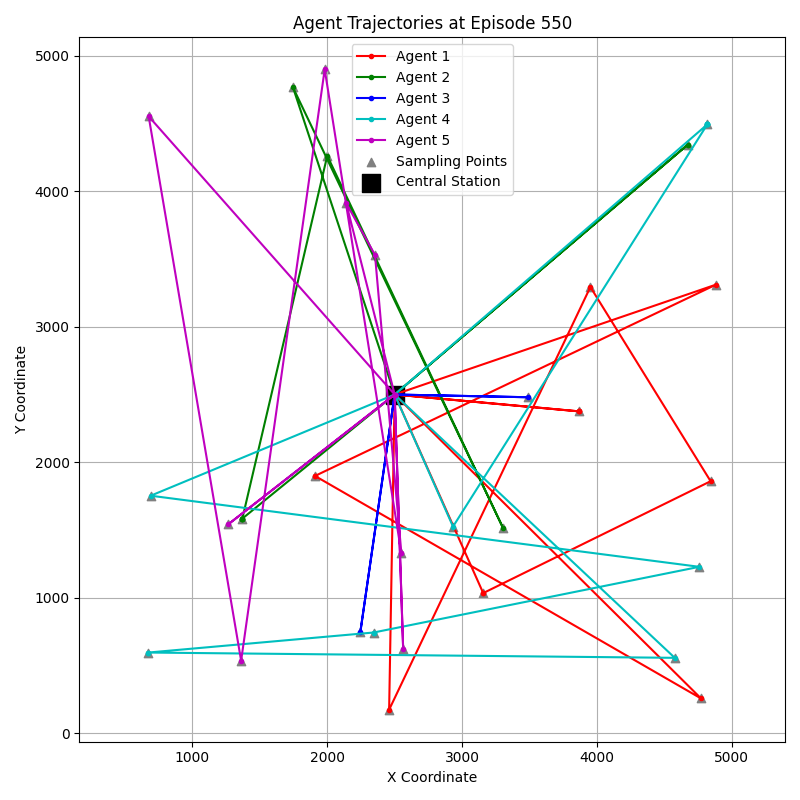 Agent Trajectories at Episode 550
Agent 1
Agent 2
Agent 3
Agent 4
Agent 5
Sampling Points
Central Station
Y Coordinate
5000
4000
3000
2000
1000
0
1000
2000
3000
4000
5000
X Coordinate